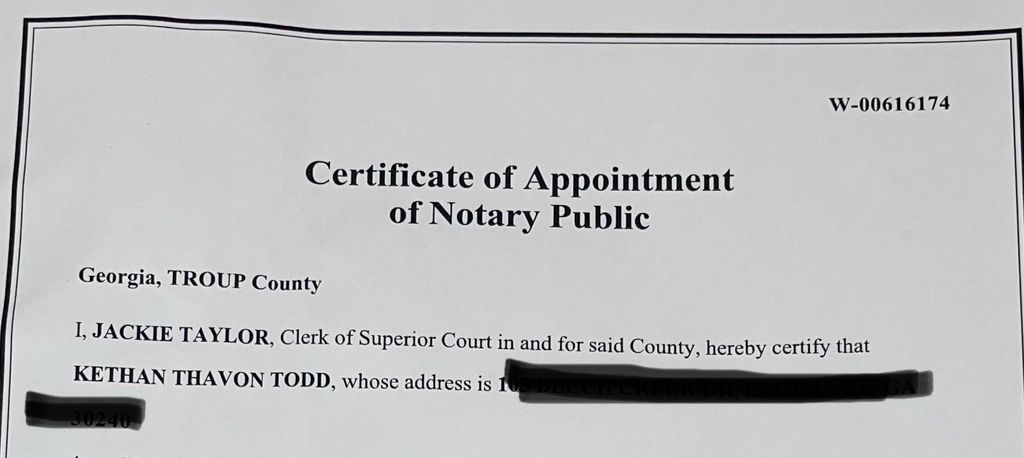 W-00616174
Certificate of Appointment
of Notary Public
Georgia, TROUP County
I, JACKIE TAYLOR, Clerk of Superior Court in and for said County, hereby certify that
KETHAN THAVON TODD, whose address is